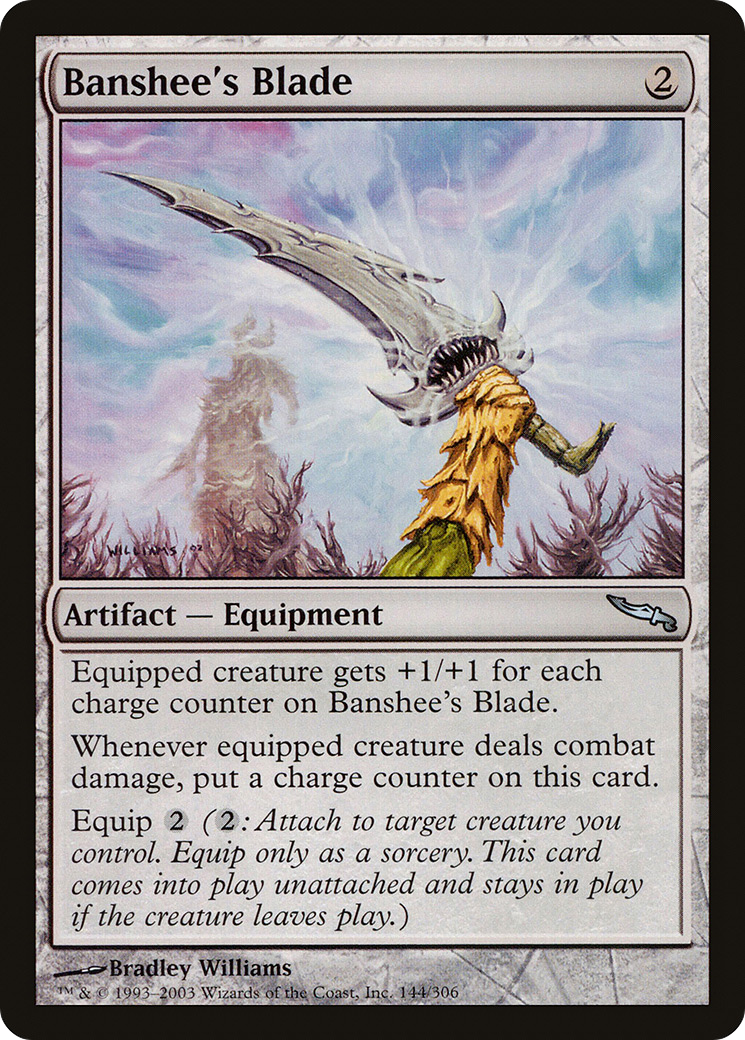 Banshee's Blade 2
WILLIAMS 02
Artifact — Equipment
Equipped creature gets +1/+1 for each
charge counter on Banshee's Blade.
Whenever equipped creature deals combat
damage, put a charge counter on this card.
Equip 2 (2: Attach to target creature you
control. Equip only as a sorcery. This card
comes into play unattached and stays in play
if the creature leaves play.)
Bradley Williams
™ & © 1993–2003 Wizards of the Coast, Inc. 144/306